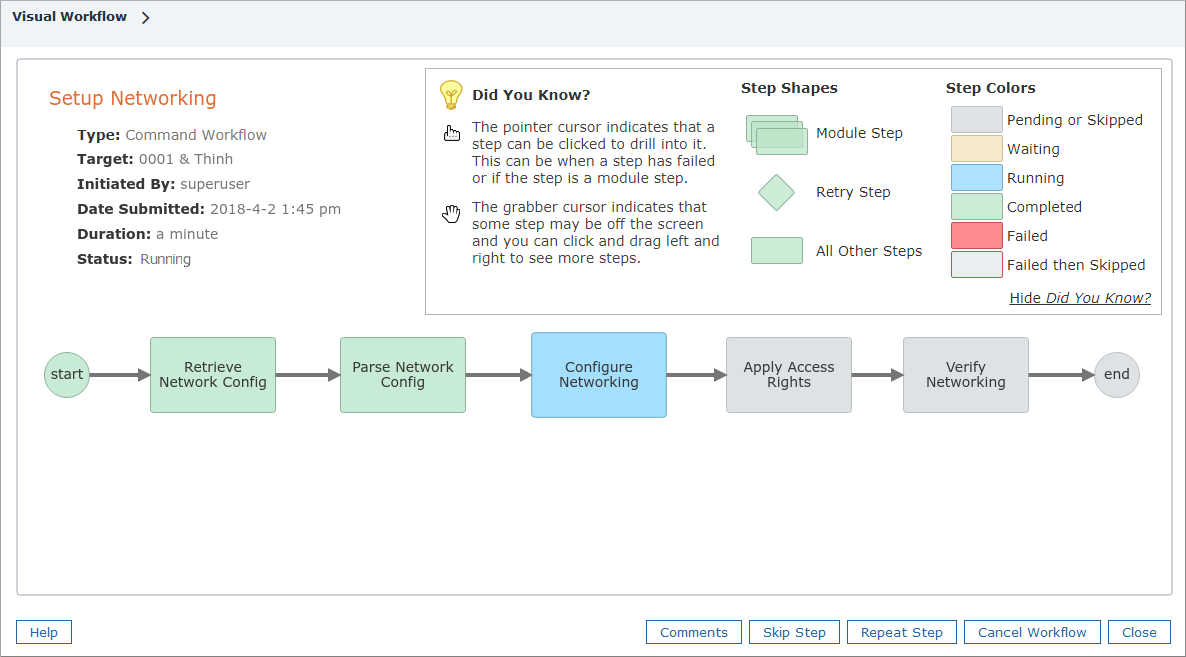 Visual Workflow
Setup Networking
Type: Command Workflow
Target: 0001 & Thinh
Initiated By: superuser
Date Submitted: 2018-4-2 1:45 pm
Duration: a minute
Status: Running
Did You Know?
The pointer cursor indicates that a
step can be clicked to drill into it.
This can be when a step has failed
or if the step is a module step.
The grabber cursor indicates that
some step may be off the screen
and you can click and drag left and
right to see more steps.
Step Shapes
Module Step
Retry Step
All Other Steps
Step Colors
Pending or Skipped
Waiting
Running
Completed
Failed
Failed then Skipped
Hide Did You Know?
start
Retrieve
Network Config
Parse Network
Config
Configure
Networking
Apply Access
Rights
Verify
Networking
end
Help
Comments
Skip Step
Repeat Step
Cancel Workflow
Close